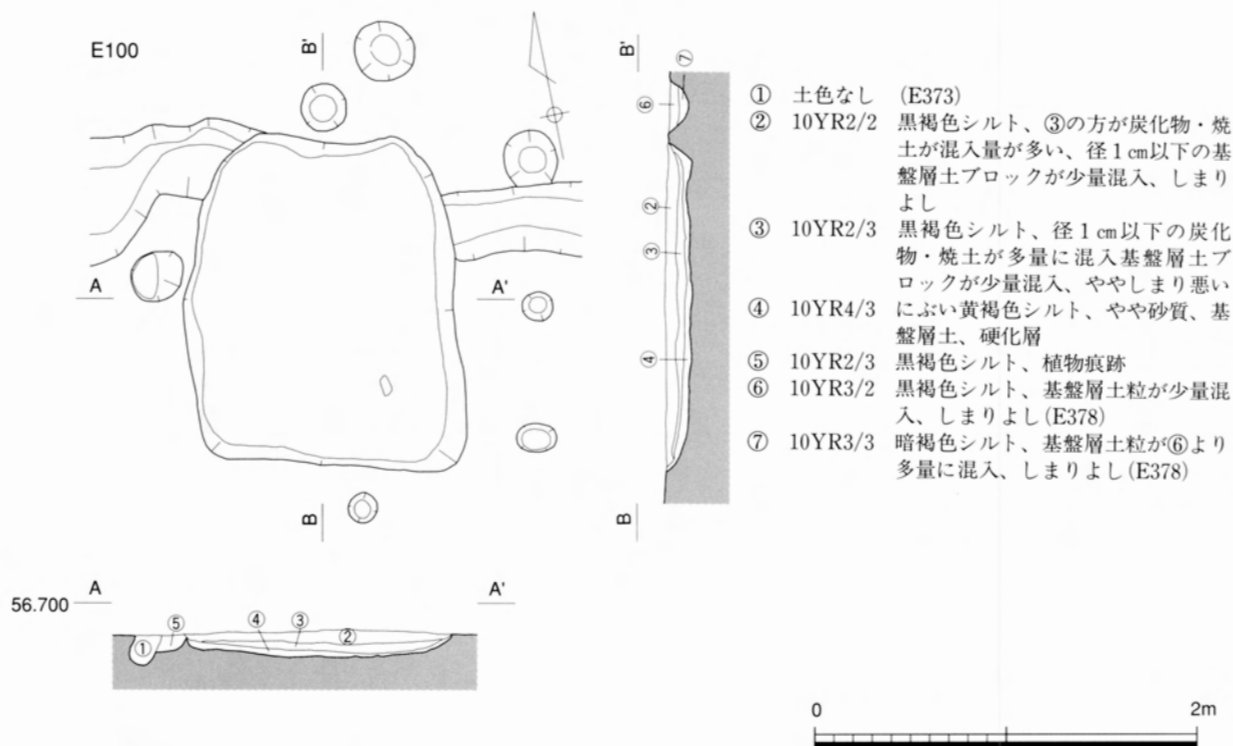 E100
B'
A
A'
B
B'
⑦
⑥
②
③
④
B
① 土色なし (E373)
② 10YR2/2 黒褐色シルト、③の方が炭化物・焼
土が混入量が多い、径1cm以下の基
盤層土ブロックが少量混入、しまり
よし
③ 10YR2/3 黒褐色シルト、径1cm以下の炭化
物・焼土が多量に混入基盤層土ブ
ロックが少量混入、ややしまり悪い
④ 10YR4/3 にぶい黄褐色シルト、やや砂質、基
盤層土、硬化層
⑤ 10YR2/3 黒褐色シルト、植物痕跡
⑥ 10YR3/2 黒褐色シルト、基盤層土粒が少量混
入、しまりよし(E378)
⑦ 10YR3/3 暗褐色シルト、基盤層土粒が⑥より
多量に混入、しまりよし(E378)
56.700 A A'
① ⑤ ④ ③ ②
0 2m